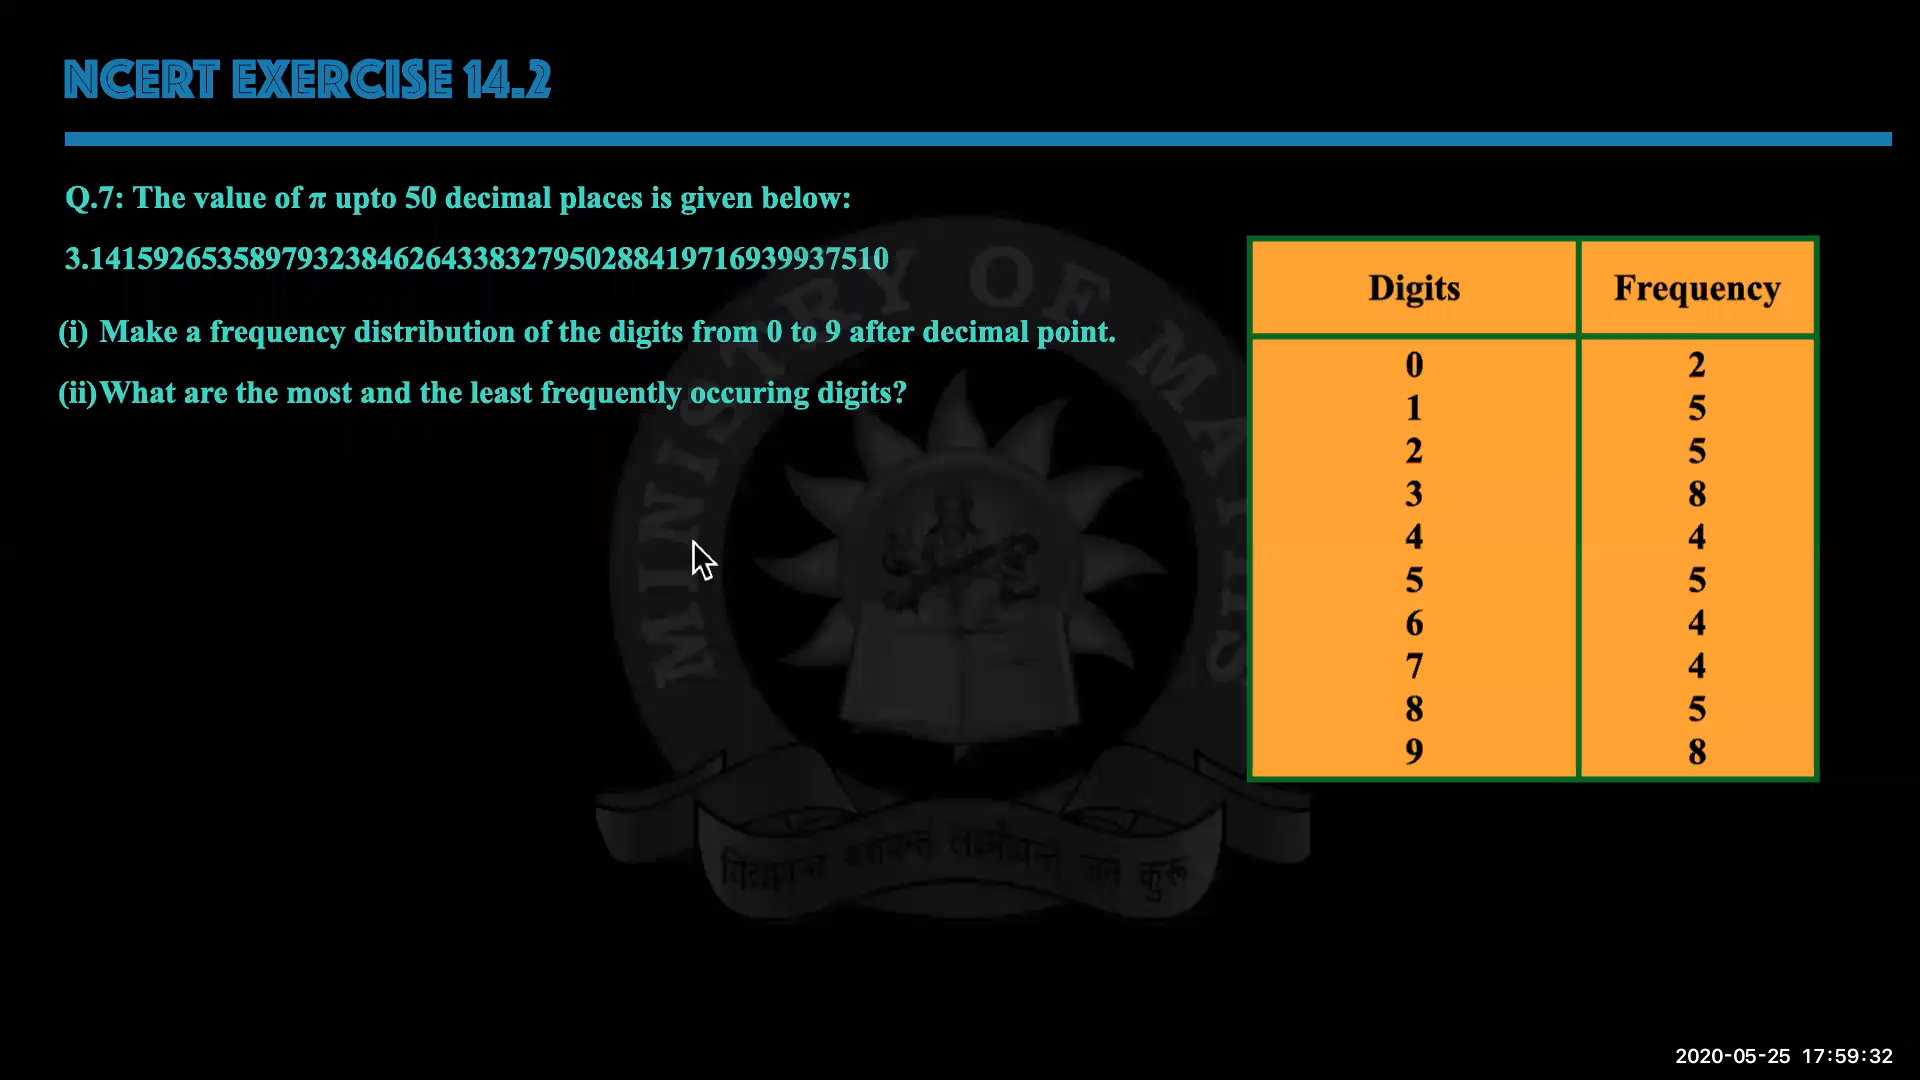 NCERT EXERCISE 14.2
Q.7: The value of π upto 50 decimal places is given below:
3.14159265358979323846264338327950288419716939937510
(i) Make a frequency distribution of the digits from 0 to 9 after decimal point.
(ii)What are the most and the least frequently occuring digits?
Digits Frequency
0 2
1 5
2 5
3 8
4 4
5 5
6 4
7 4
8 5
9 8
MINISTRY OF MATHS
2020-05-25 17:59:32